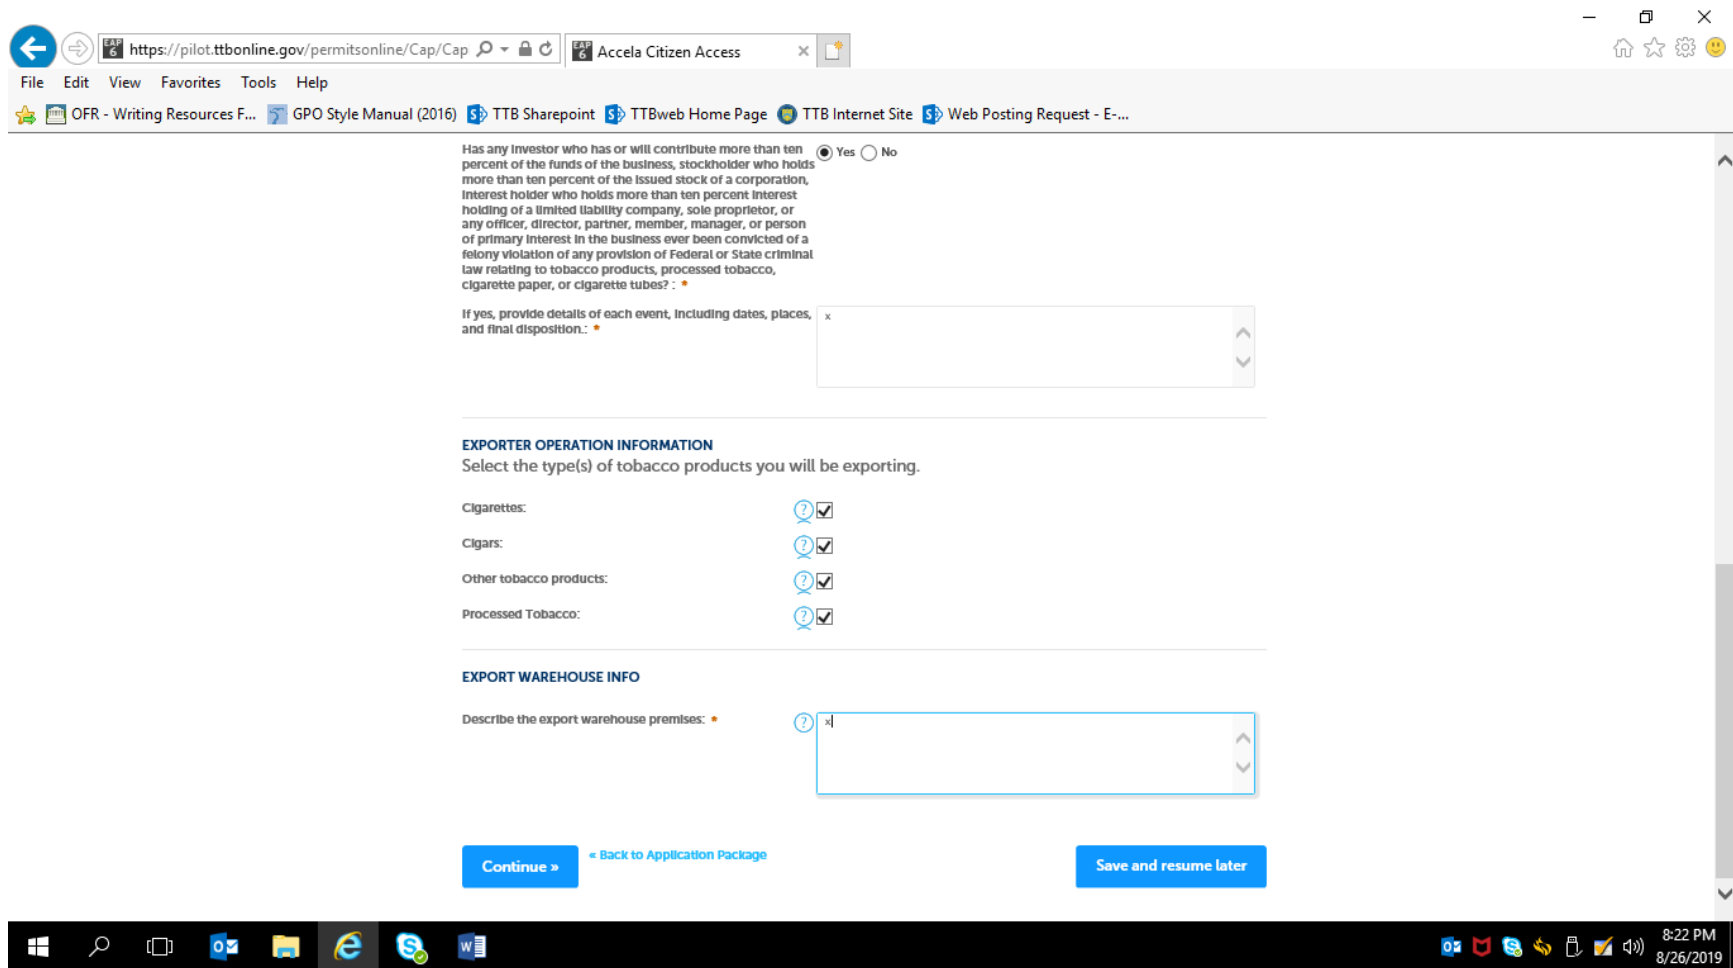 https://pilot.ttbonline.gov/permitsonline/Cap/Cap
EAP 6 Accela Citizen Access
File Edit View Favorites Tools Help
OFR - Writing Resources F... GPO Style Manual (2016) TTB Sharepoint TTBweb Home Page TTB Internet Site Web Posting Request - E-...
Has any investor who has or will contribute more than ten Yes No
percent of the funds of the business, stockholder who holds
more than ten percent of the issued stock of a corporation,
interest holder who holds more than ten percent interest
holding of a limited liability company, sole proprietor, or
any officer, director, partner, member, manager, or person
of primary interest in the business ever been convicted of a
felony violation of any provision of Federal or State criminal
law relating to tobacco products, processed tobacco,
cigarette paper, or cigarette tubes? : *
If yes, provide details of each event, including dates, places, x
and final disposition.: *
EXPORTER OPERATION INFORMATION
Select the type(s) of tobacco products you will be exporting.
Cigarettes: ?
Cigars: ?
Other tobacco products: ?
Processed Tobacco: ?
EXPORT WAREHOUSE INFO
Describe the export warehouse premises: * ? x
Continue » « Back to Application Package Save and resume later
8:22 PM
8/26/2019